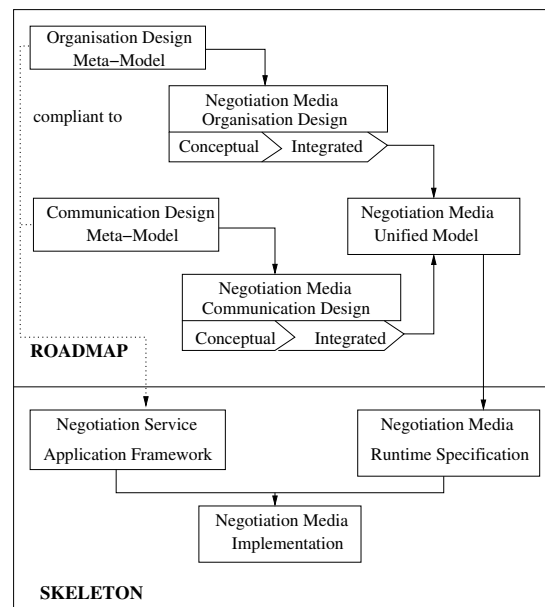 Organisation Design
Meta−Model
compliant to
Negotiation Media
Organisation Design
Conceptual
Integrated
Communication Design
Meta−Model
Negotiation Media
Unified Model
Negotiation Media
Communication Design
Conceptual
Integrated
ROADMAP
Negotiation Service
Application Framework
Negotiation Media
Runtime Specification
Negotiation Media
Implementation
SKELETON